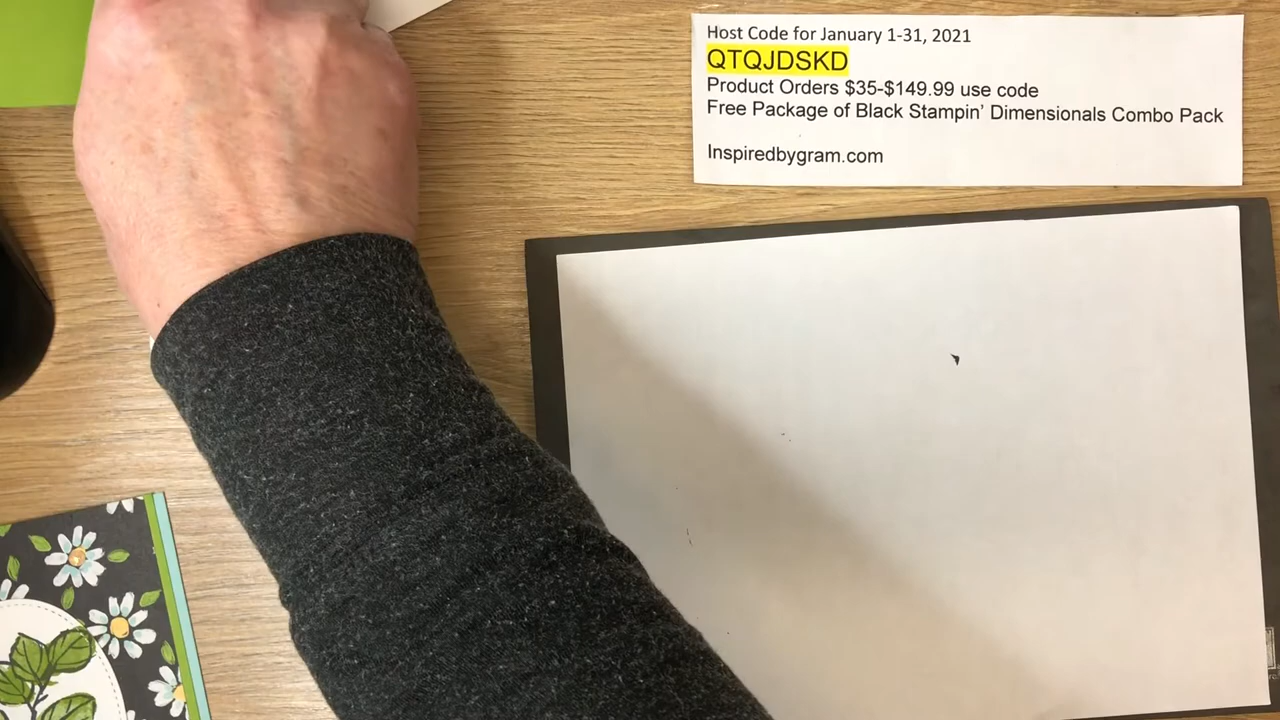 Host Code for January 1-31, 2021
QTQJDSKD
Product Orders $35-$149.99 use code
Free Package of Black Stampin' Dimensionals Combo Pack
Inspiredbygram.com